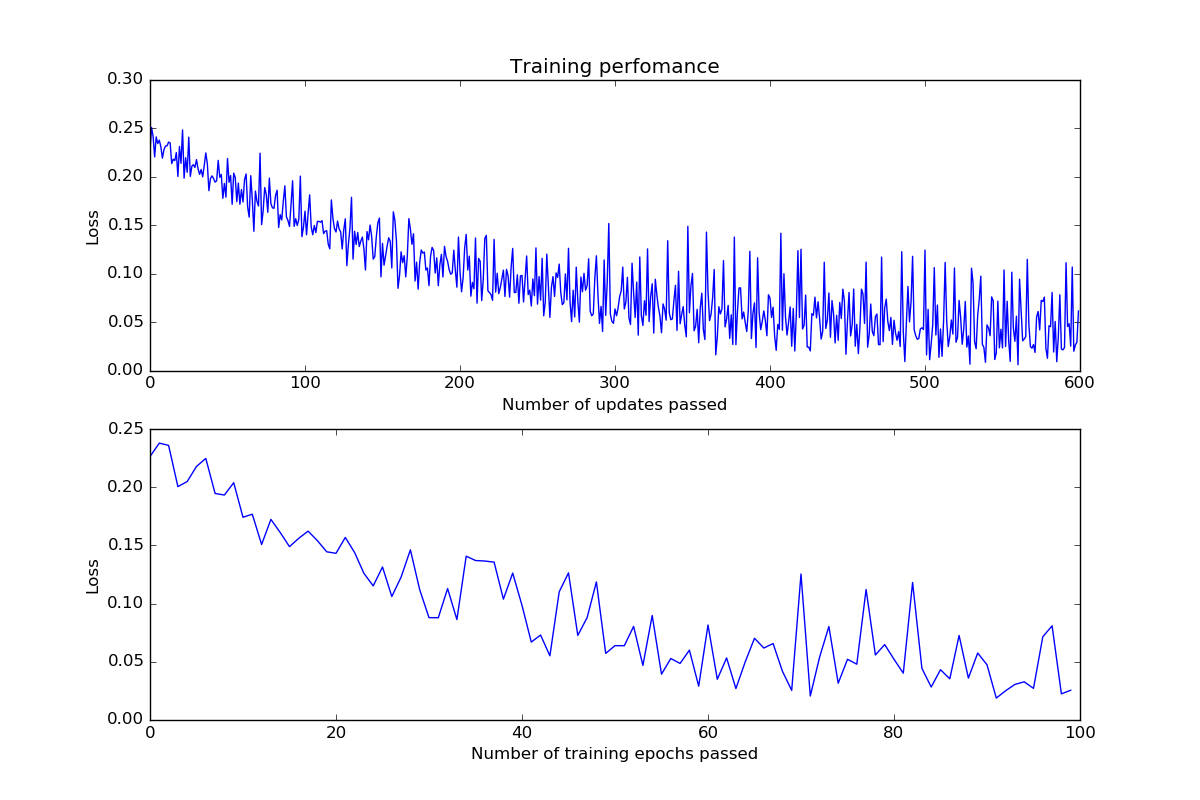 Training perfomance
0.30
0.25
0.20
0.15
0.10
0.05
0.00
Loss
0 100 200 300 400 500 600
Number of updates passed
0.25
0.20
0.15
0.10
0.05
0.00
Loss
0 20 40 60 80 100
Number of training epochs passed